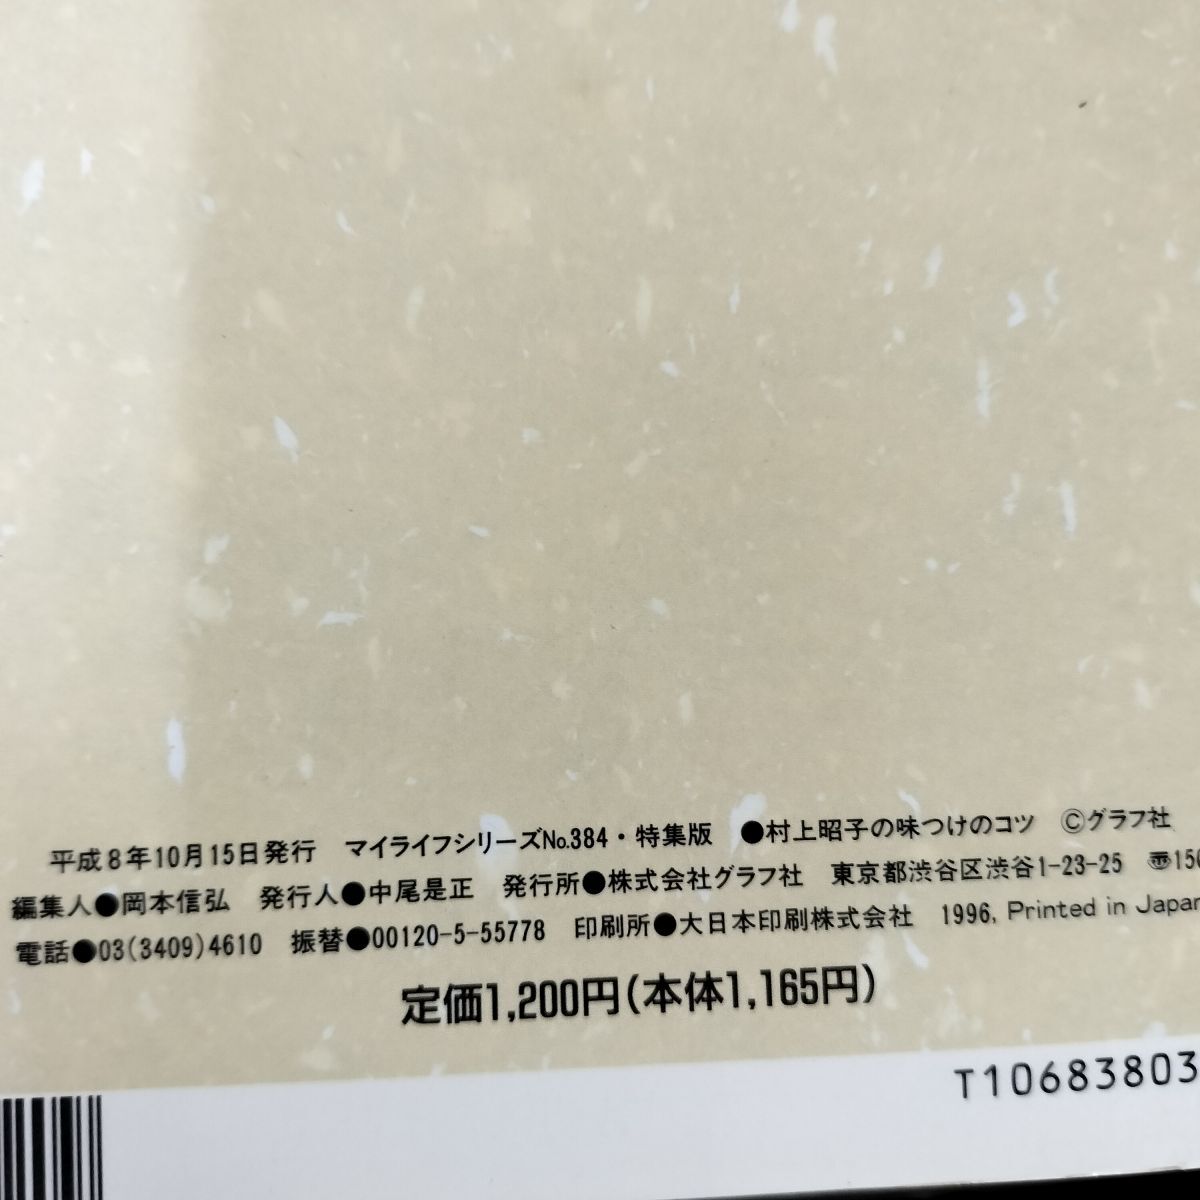 平成8年10月15日発行　マイライフシリーズNo.384・特集版　●村上昭子の味つけのコツ　©グラフ社
編集人●岡本信弘　発行人●中尾是正　発行所●株式会社グラフ社　東京都渋谷区渋谷1-23-25　〠150
電話●03(3409)4610　振替●00120-5-55778　印刷所●大日本印刷株式会社　1996, Printed in Japan
定価1,200円(本体1,165円)
T10683803